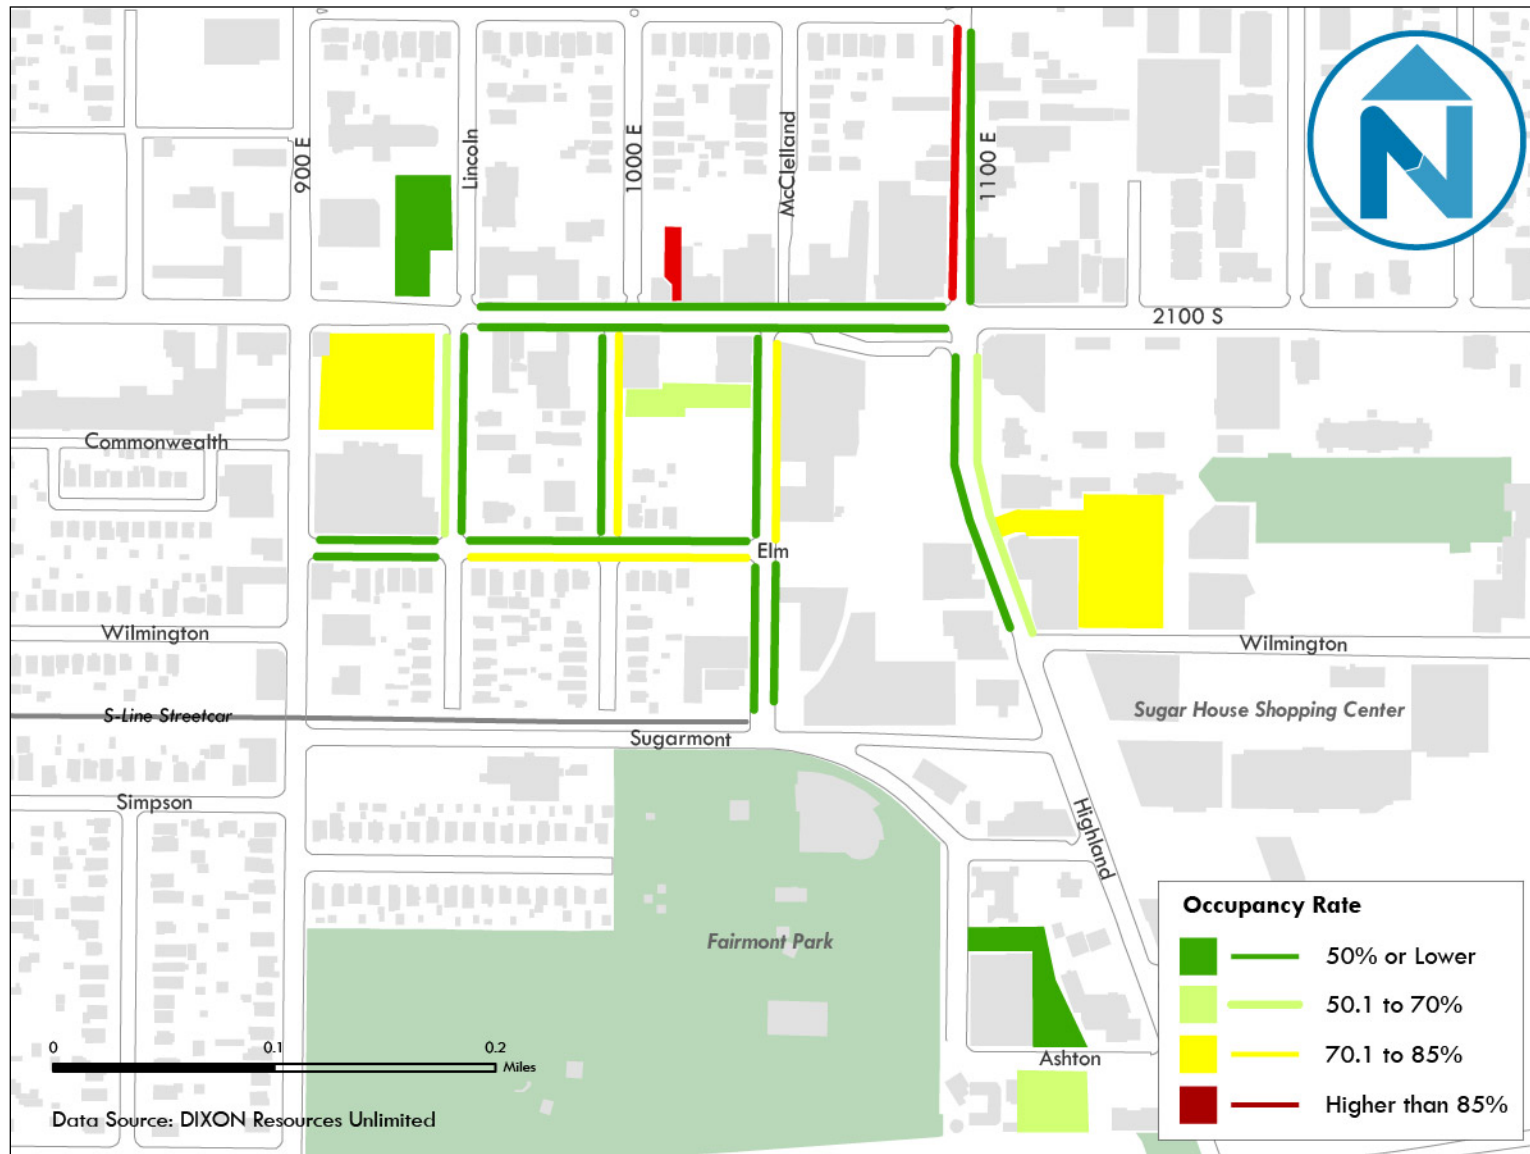 900 E
Lincoln
1000 E
McClelland
1100 E
N
2100 S
Commonwealth
Elm
Wilmington
Wilmington
S-Line Streetcar
Sugarmont
Sugar House Shopping Center
Simpson
Highland
Fairmont Park
Ashton
Occupancy Rate
50% or Lower
50.1 to 70%
70.1 to 85%
Higher than 85%
0 0.1 0.2
Miles
Data Source: DIXON Resources Unlimited